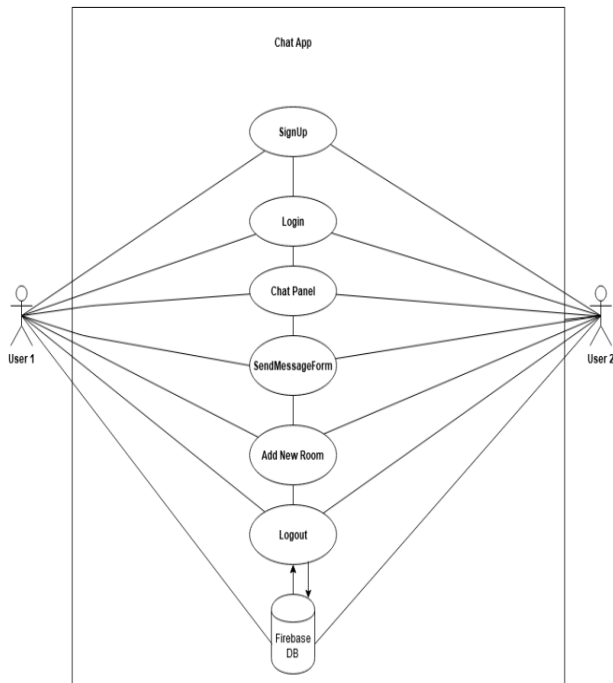 Chat App
SignUp
Login
Chat Panel
User 1
User 2
SendMessageForm
Add New Room
Logout
Firebase
DB